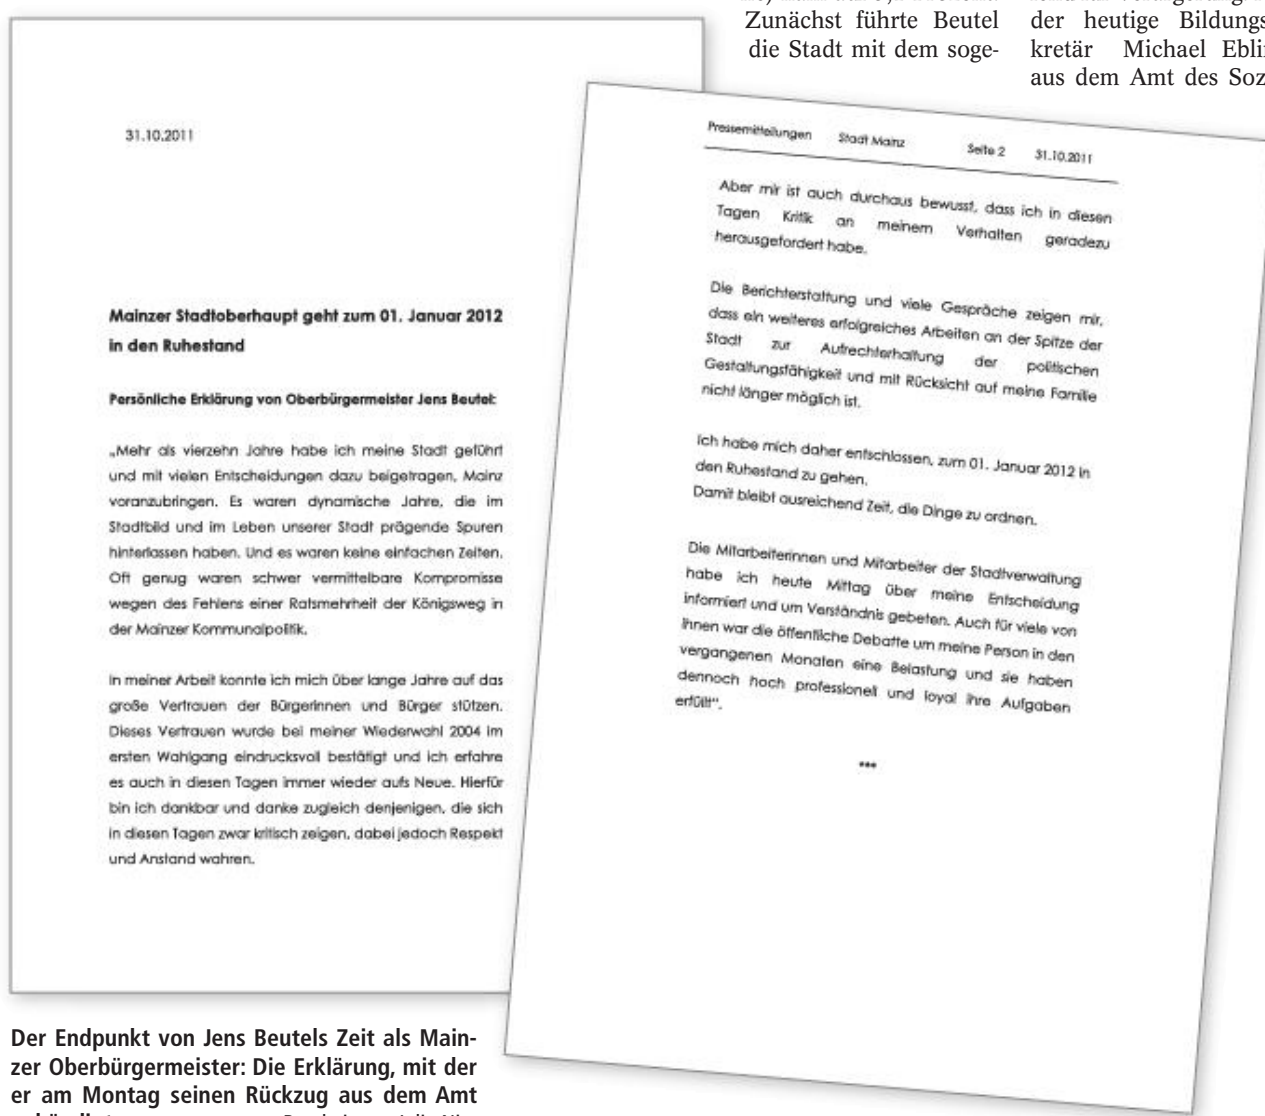 Zunächst führte Beutel
die Stadt mit dem soge-
der heutige Bildungs
kretär Michael Ebli
aus dem Amt des Soz
31.10.2011
Mainzer Stadtoberhaupt geht zum 01. Januar 2012
in den Ruhestand
Persönliche Erklärung von Oberbürgermeister Jens Beutel:
„Mehr als vierzehn Jahre habe ich meine Stadt geführt
und mit vielen Entscheidungen dazu beigetragen, Mainz
voranzubringen. Es waren dynamische Jahre, die im
Stadtbild und im Leben unserer Stadt prägende Spuren
hinterlassen haben. Und es waren keine einfachen Zeiten.
Oft genug waren schwer vermittelbare Kompromisse
wegen des Fehlens einer Ratsmehrheit der Königsweg in
der Mainzer Kommunalpolitik.
In meiner Arbeit konnte ich mich über lange Jahre auf das
große Vertrauen der Bürgerinnen und Bürger stützen.
Dieses Vertrauen wurde bei meiner Wiederwahl 2004 im
ersten Wahlgang eindrucksvoll bestätigt und ich erfahre
es auch in diesen Tagen immer wieder aufs Neue. Hierfür
bin ich dankbar und danke zugleich denjenigen, die sich
in diesen Tagen zwar kritisch zeigen, dabei jedoch Respekt
und Anstand wahren.
Pressemitteilungen Stadt Mainz Seite 2 31.10.2011
Aber mir ist auch durchaus bewusst, dass ich in diesen
Tagen Kritik an meinem Verhalten geradezu
herausgefordert habe.
Die Berichterstattung und viele Gespräche zeigen mir,
dass ein weiteres erfolgreiches Arbeiten an der Spitze der
Stadt zur Aufrechterhaltung der politischen
Gestaltungsfähigkeit und mit Rücksicht auf meine Familie
nicht länger möglich ist.
Ich habe mich daher entschlossen, zum 01. Januar 2012 in
den Ruhestand zu gehen.
Damit bleibt ausreichend Zeit, die Dinge zu ordnen.
Die Mitarbeiterinnen und Mitarbeiter der Stadtverwaltung
habe ich heute Mittag über meine Entscheidung
informiert und um Verständnis gebeten. Auch für viele von
ihnen war die öffentliche Debatte um meine Person in den
vergangenen Monaten eine Belastung und sie haben
dennoch hoch professionell und loyal ihre Aufgaben
erfüllt“.
***
Der Endpunkt von Jens Beutels Zeit als Main-
zer Oberbürgermeister: Die Erklärung, mit der
er am Montag seinen Rückzug aus dem Amt